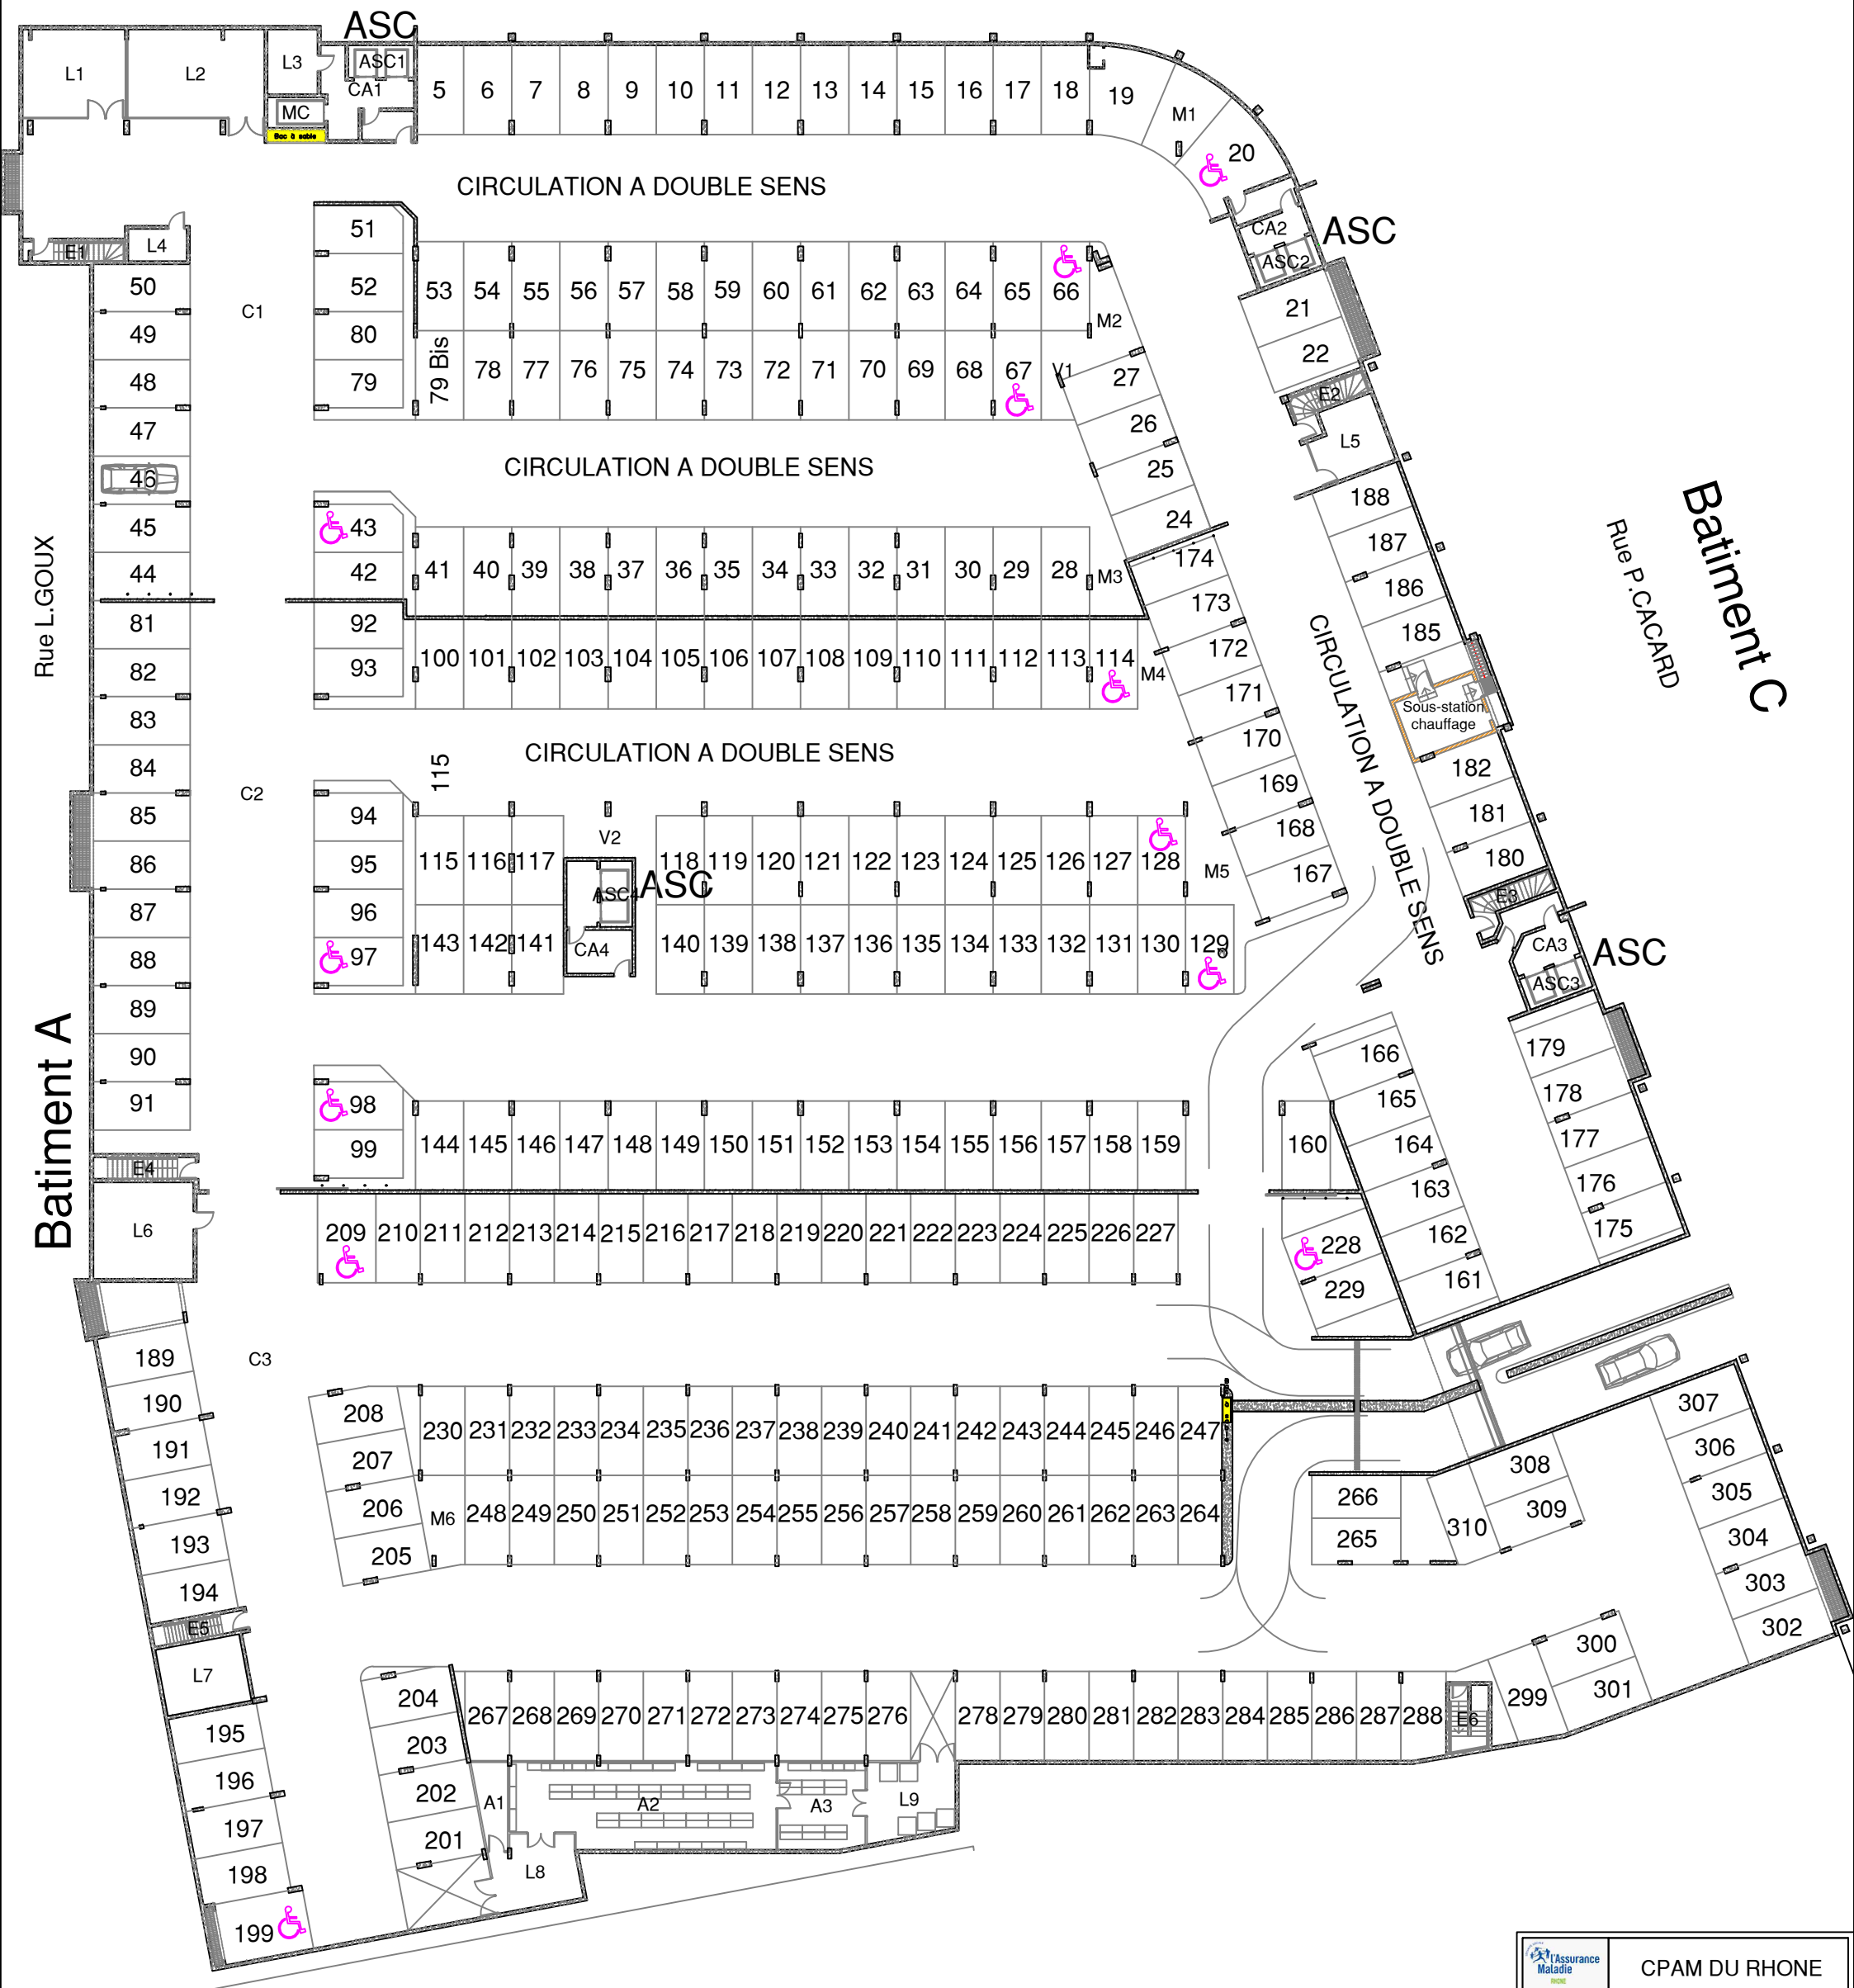 ASC
L1 L2 L3 ASC1 CA1 MC
Bac à sable
5 6 7 8 9 10 11 12 13 14 15 16 17 18 19 M1 20
CIRCULATION A DOUBLE SENS
CA2 ASC
ASC2
E1 L4
51
52
80
79
C1
50
49
48
47
46
45
44
53 54 55 56 57 58 59 60 61 62 63 64 65 66 M2
79 Bis 78 77 76 75 74 73 72 71 70 69 68 67 V1
21
22
E2
L5
27
26
25
24
CIRCULATION A DOUBLE SENS
Rue L.GOUX
43
42
41 40 39 38 37 36 35 34 33 32 31 30 29 28 M3
92
93
100 101 102 103 104 105 106 107 108 109 110 111 112 113 114 M4
174
173
172
171
170
169
168
167
188
187
186
185
Sous-station
chauffage
182
181
180
CIRCULATION A DOUBLE SENS
Rue P.CACARD
Batiment C
81
82
83
84
85
86
87
88
89
90
91
C2
CIRCULATION A DOUBLE SENS
115
94
95
96
97
115 116 117 V2 118 119 120 121 122 123 124 125 126 127 128 M5
ASC4 ASC
CA4
143 142 141 140 139 138 137 136 135 134 133 132 131 130 129
E3
CA3 ASC
ASC3
Batiment A
98
99
144 145 146 147 148 149 150 151 152 153 154 155 156 157 158 159 160
166
165
164
163
162
161
179
178
177
176
175
E4
L6
209 210 211 212 213 214 215 216 217 218 219 220 221 222 223 224 225 226 227
228
229
C3
189
190
191
192
193
194
E5
L7
208
207
206
205
230 231 232 233 234 235 236 237 238 239 240 241 242 243 244 245 246 247
M6 248 249 250 251 252 253 254 255 256 257 258 259 260 261 262 263 264
266
265
310
308
309
307
306
305
304
303
302
300
301
299
195
196
197
198
199
204
203
202
201
267 268 269 270 271 272 273 274 275 276 278 279 280 281 282 283 284 285 286 287 288 E6
A1 A2 A3 L9
L8
l'Assurance
Maladie
RHONE
CPAM DU RHONE